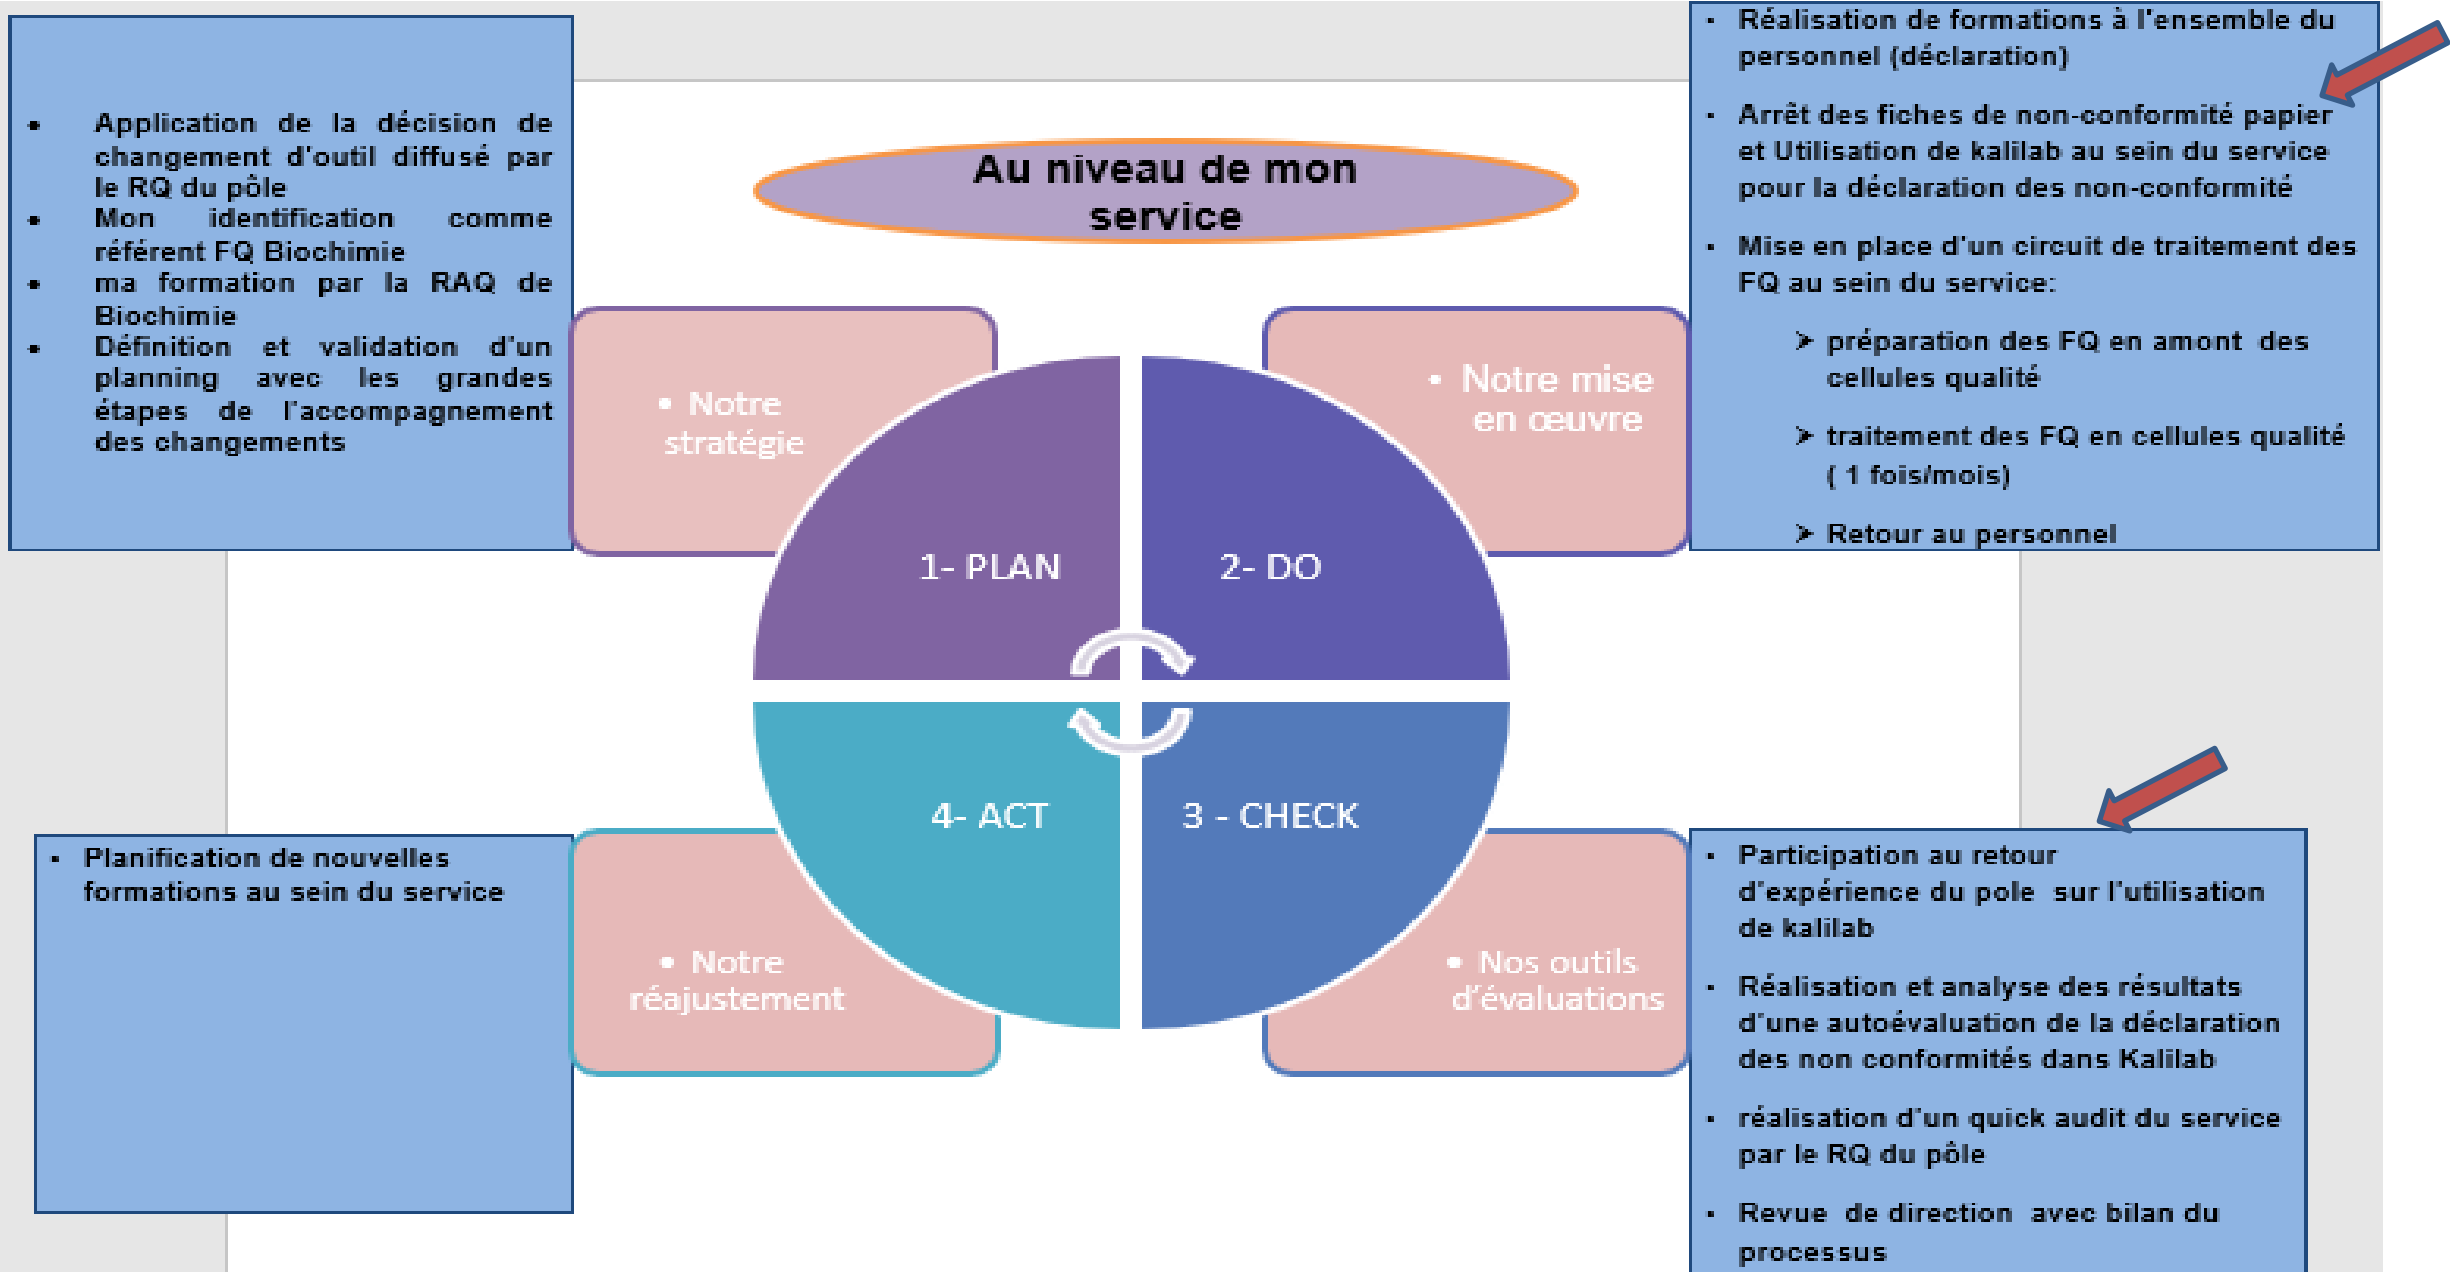 Au niveau de mon
service
• Application de la décision de
changement d'outil diffusé par
le RQ du pôle
• Mon identification comme
référent FQ Biochimie
• ma formation par la RAQ de
Biochimie
• Définition et validation d'un
planning avec les grandes
étapes de l'accompagnement
des changements
• Notre
stratégie
1- PLAN
▪ Réalisation de formations à l'ensemble du
personnel (déclaration)
▪ Arrêt des fiches de non-conformité papier
et Utilisation de kalilab au sein du service
pour la déclaration des non-conformité
▪ Mise en place d'un circuit de traitement des
FQ au sein du service:
➢ préparation des FQ en amont des
cellules qualité
➢ traitement des FQ en cellules qualité
( 1 fois/mois)
➢ Retour au personnel
• Notre mise
en œuvre
2- DO
▪ Participation au retour
d'expérience du pole sur l'utilisation
de kalilab
▪ Réalisation et analyse des résultats
d'une autoévaluation de la déclaration
des non conformités dans Kalilab
▪ réalisation d'un quick audit du service
par le RQ du pôle
▪ Revue de direction avec bilan du
processus
• Nos outils
d'évaluations
3 - CHECK
▪ Planification de nouvelles
formations au sein du service
• Notre
réajustement
4- ACT